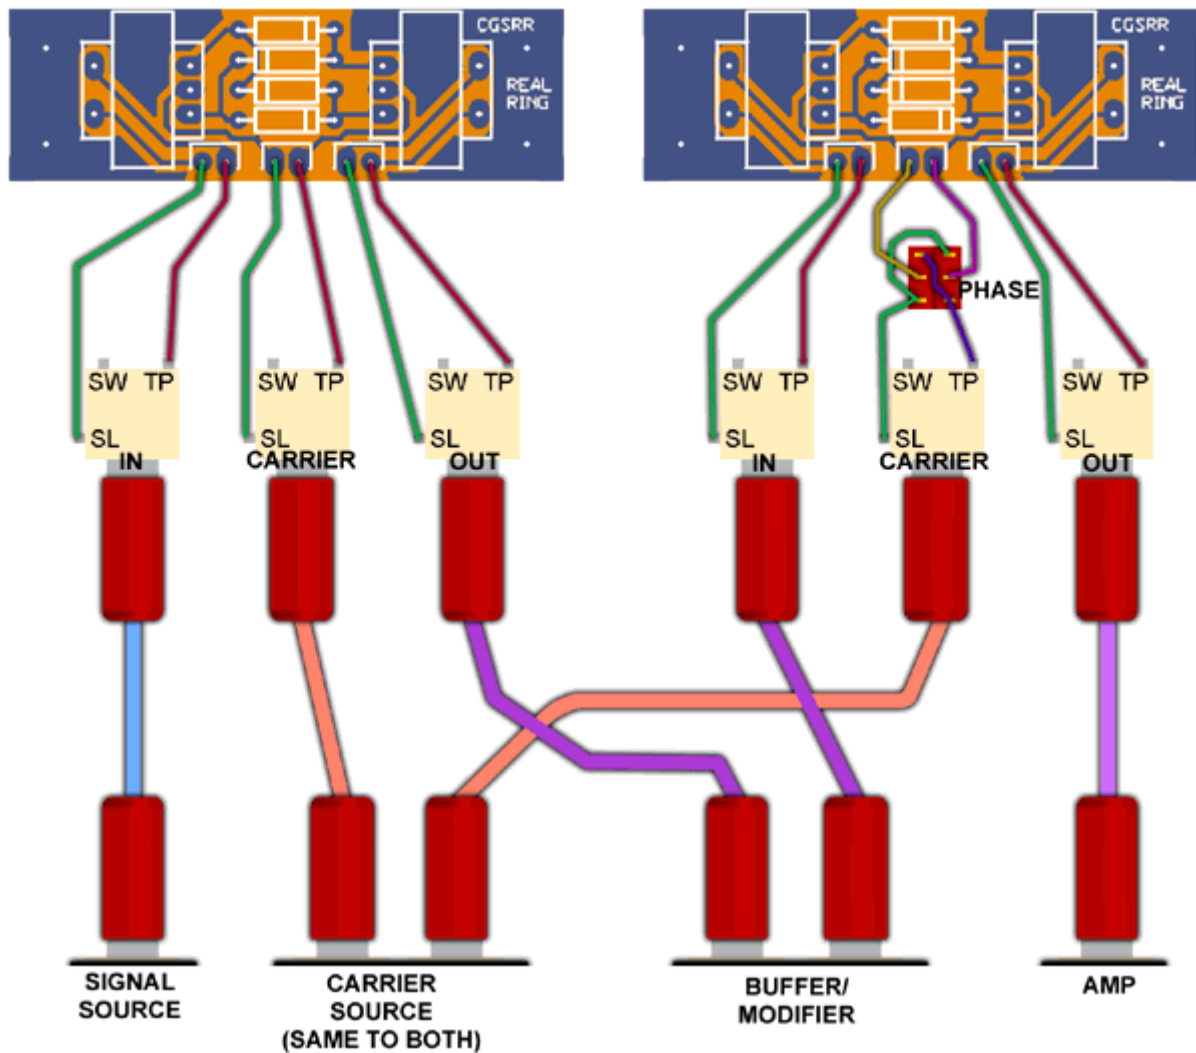 CGSRR
REAL
RING
CGSRR
REAL
RING
PHASE
SW TP
SL
IN
SW TP
SL
CARRIER
SW TP
SL
OUT
SW TP
SL
IN
SW TP
SL
CARRIER
SW TP
SL
OUT
SIGNAL
SOURCE
CARRIER
SOURCE
(SAME TO BOTH)
BUFFER/
MODIFIER
AMP